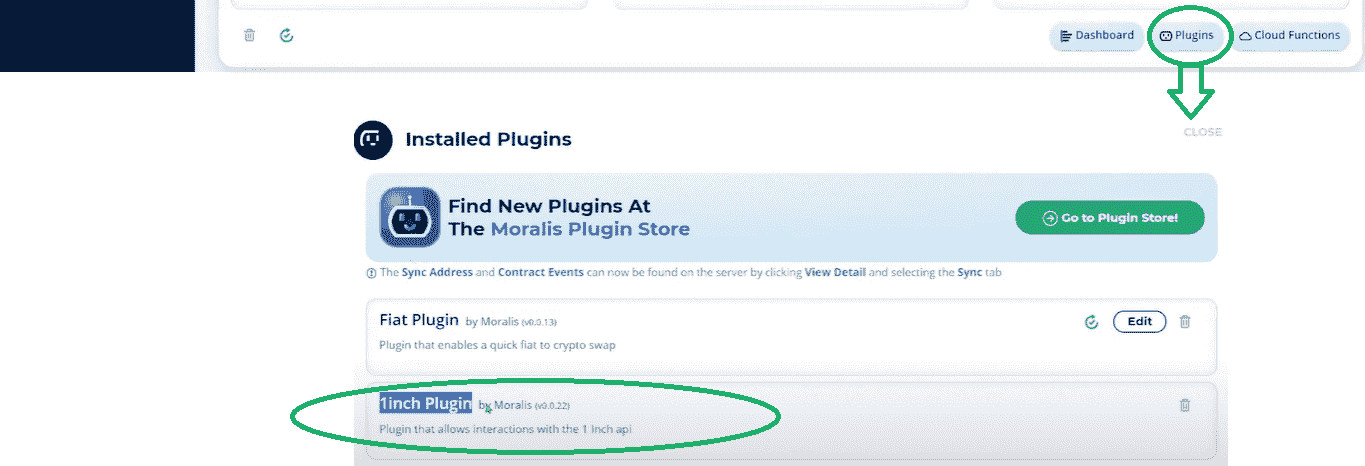 Dashboard
Plugins
Cloud Functions
Installed Plugins
CLOSE
Find New Plugins At
The Moralis Plugin Store
Go to Plugin Store!
The Sync Address and Contract Events can now be found on the server by clicking View Detail and selecting the Sync tab
Fiat Plugin by Moralis (v0.0.13)
Edit
Plugin that enables a quick fiat to crypto swap
1inch Plugin by Moralis (v0.0.22)
Plugin that allows interactions with the 1 Inch api